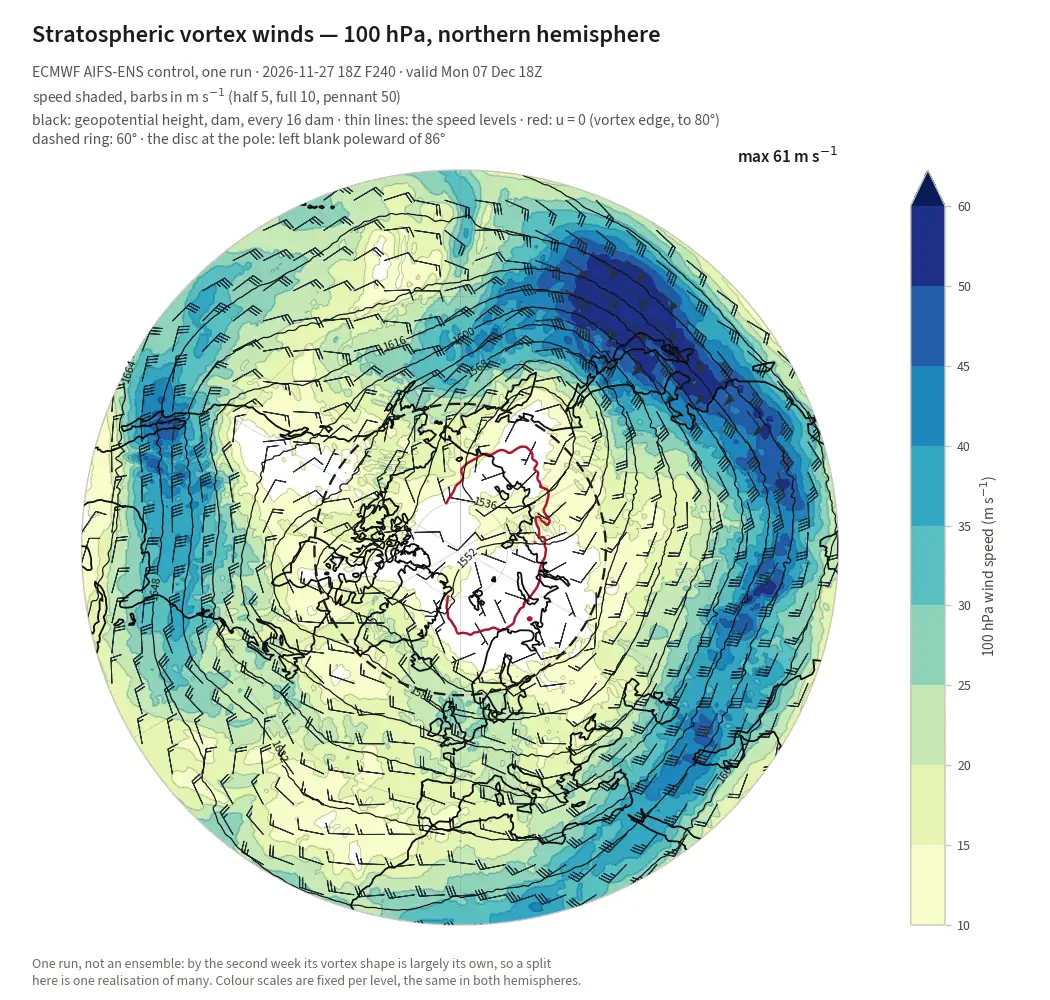 Stratospheric vortex winds — 100 hPa, northern hemisphere
ECMWF AIFS-ENS control, one run · 2026-11-27 18Z F240 · valid Mon 07 Dec 18Z
speed shaded, barbs in m s⁻¹ (half 5, full 10, pennant 50)
black: geopotential height, dam, every 16 dam · thin lines: the speed levels · red: u = 0 (vortex edge, to 80°)
dashed ring: 60° · the disc at the pole: left blank poleward of 86°
max 61 m s⁻¹
60
50
45
40
35
30
25
20
15
10
100 hPa wind speed (m s⁻¹)
1664
1616
1600
1536
1552
One run, not an ensemble: by the second week its vortex shape is largely its own, so a split
here is one realisation of many. Colour scales are fixed per level, the same in both hemispheres.